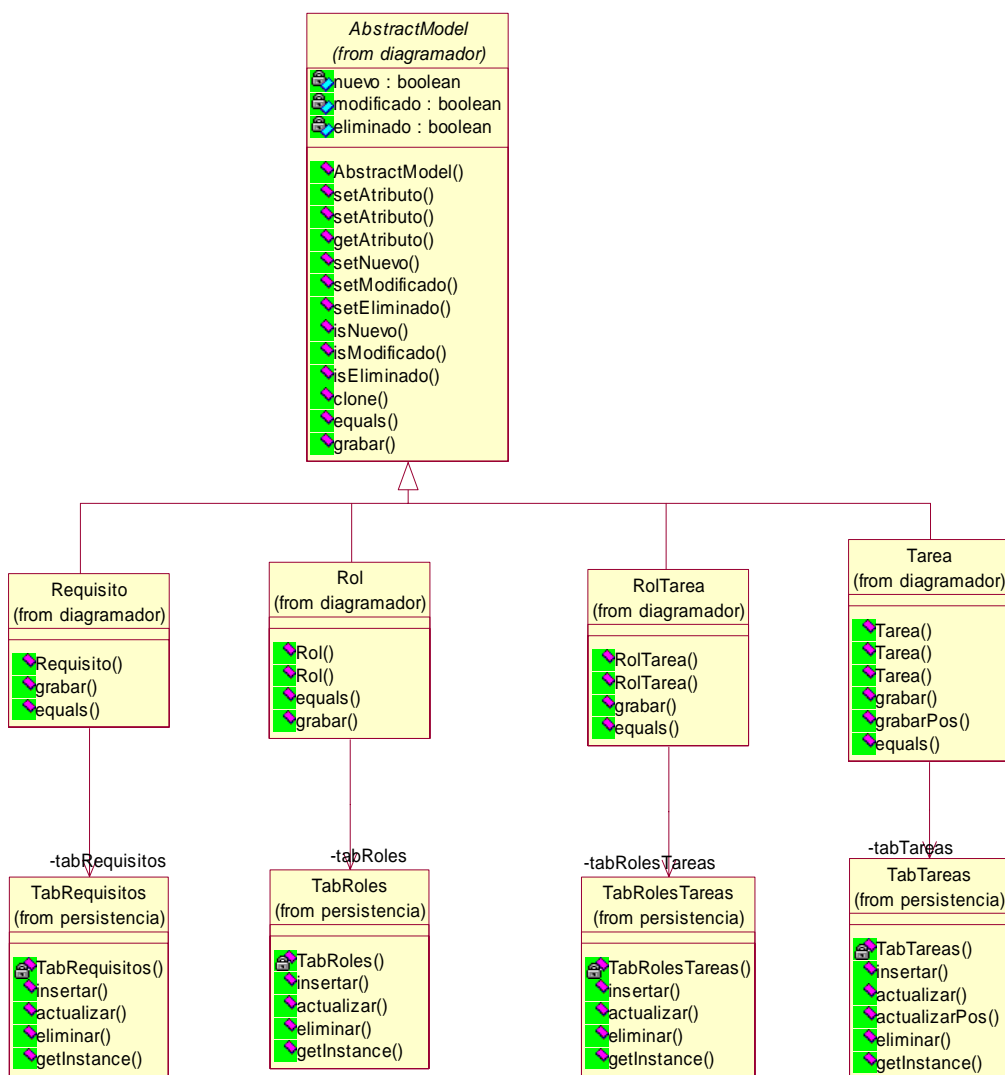 AbstractModel
(from diagramador)
nuevo : boolean
modificado : boolean
eliminado : boolean
AbstractModel()
setAtributo()
setAtributo()
getAtributo()
setNuevo()
setModificado()
setEliminado()
isNuevo()
isModificado()
isEliminado()
clone()
equals()
grabar()
Requisito
(from diagramador)
Requisito()
grabar()
equals()
Rol
(from diagramador)
Rol()
Rol()
equals()
grabar()
RolTarea
(from diagramador)
RolTarea()
RolTarea()
grabar()
equals()
Tarea
(from diagramador)
Tarea()
Tarea()
Tarea()
grabar()
grabarPos()
equals()
-tabRequisitos
TabRequisitos
(from persistencia)
TabRequisitos()
insertar()
actualizar()
eliminar()
getInstance()
-tabRoles
TabRoles
(from persistencia)
TabRoles()
insertar()
actualizar()
eliminar()
getInstance()
-tabRolesTareas
TabRolesTareas
(from persistencia)
TabRolesTareas()
insertar()
actualizar()
eliminar()
getInstance()
-tabTareas
TabTareas
(from persistencia)
TabTareas()
insertar()
actualizar()
actualizarPos()
eliminar()
getInstance()